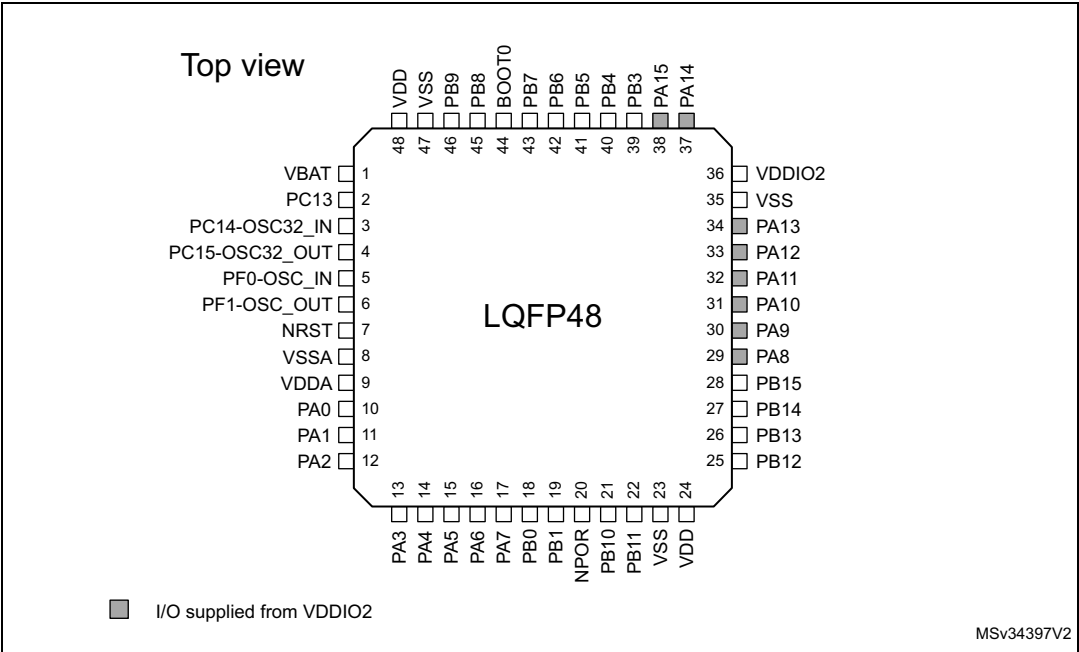 Top view
VDD
VSS
PB9
PB8
BOOT0
PB7
PB6
PB5
PB4
PB3
PA15
PA14
48
47
46
45
44
43
42
41
40
39
38
37
VBAT 1
PC13 2
PC14-OSC32_IN 3
PC15-OSC32_OUT 4
PF0-OSC_IN 5
PF1-OSC_OUT 6
NRST 7
VSSA 8
VDDA 9
PA0 10
PA1 11
PA2 12
LQFP48
36 VDDIO2
35 VSS
34 PA13
33 PA12
32 PA11
31 PA10
30 PA9
29 PA8
28 PB15
27 PB14
26 PB13
25 PB12
13
14
15
16
17
18
19
20
21
22
23
24
PA3
PA4
PA5
PA6
PA7
PB0
PB1
NPOR
PB10
PB11
VSS
VDD
I/O supplied from VDDIO2
MSv34397V2